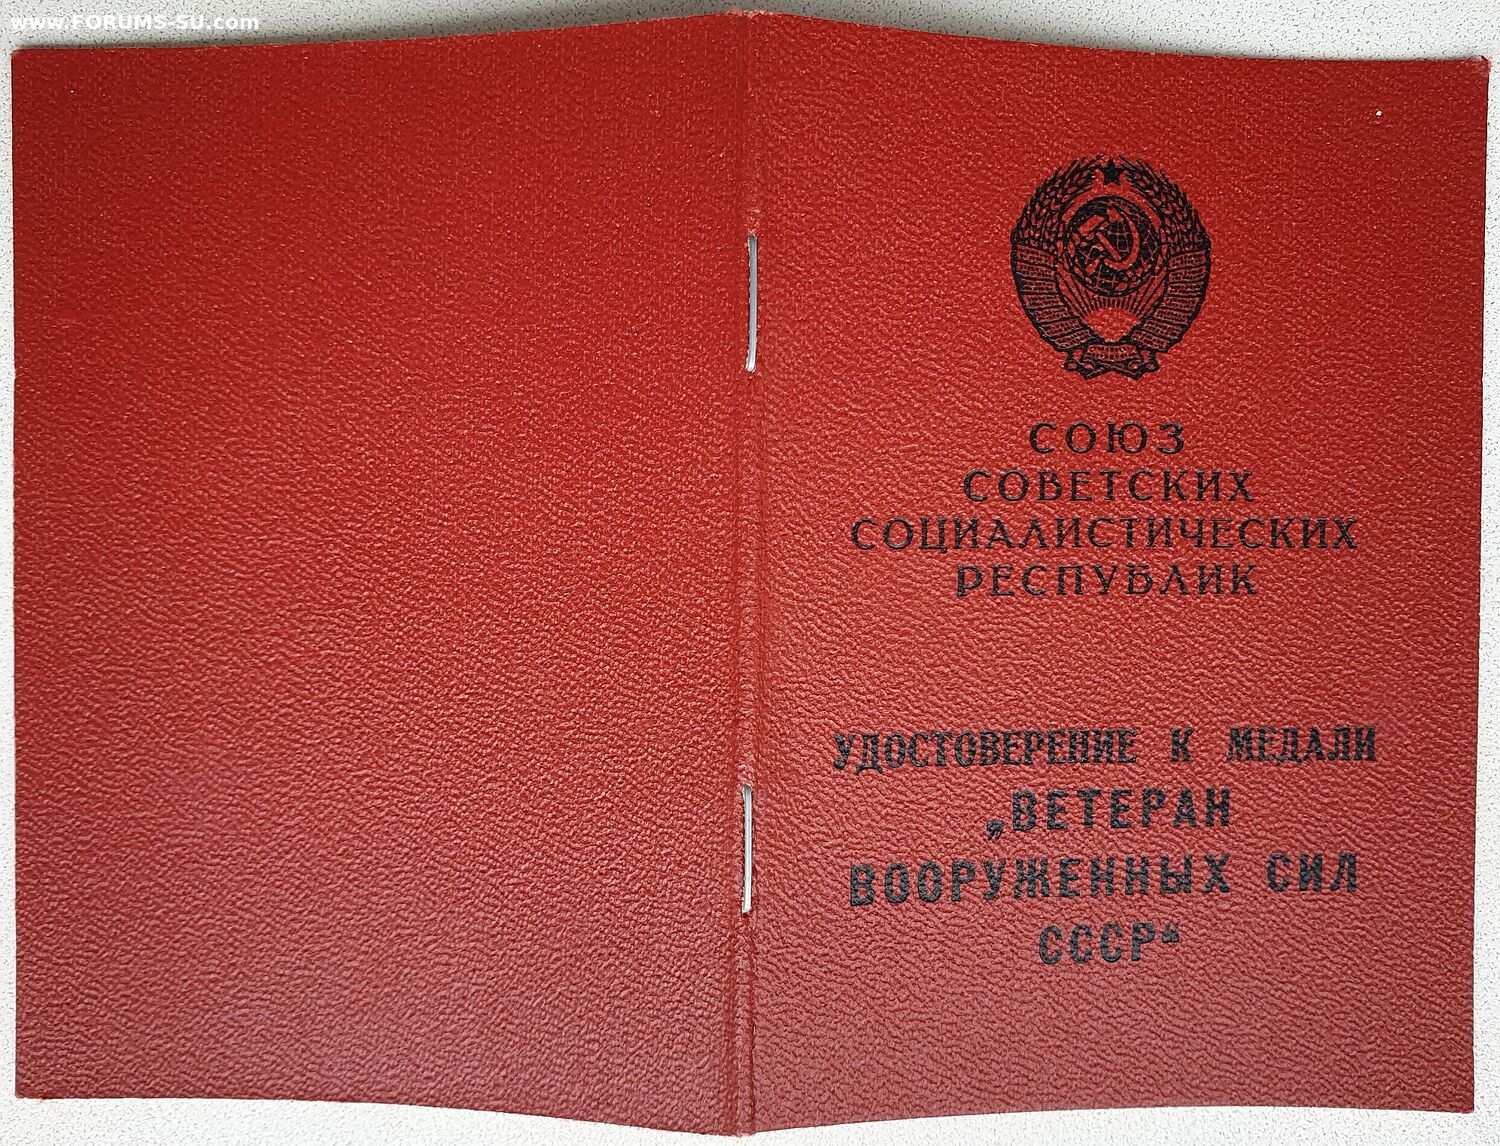 www.FORUMS-SU.com
СОЮЗ
СОВЕТСКИХ
СОЦИАЛИСТИЧЕСКИХ
РЕСПУБЛИК
УДОСТОВЕРЕНИЕ К МЕДАЛИ
„ВЕТЕРАН
ВООРУЖЕННЫХ СИЛ
СССР“